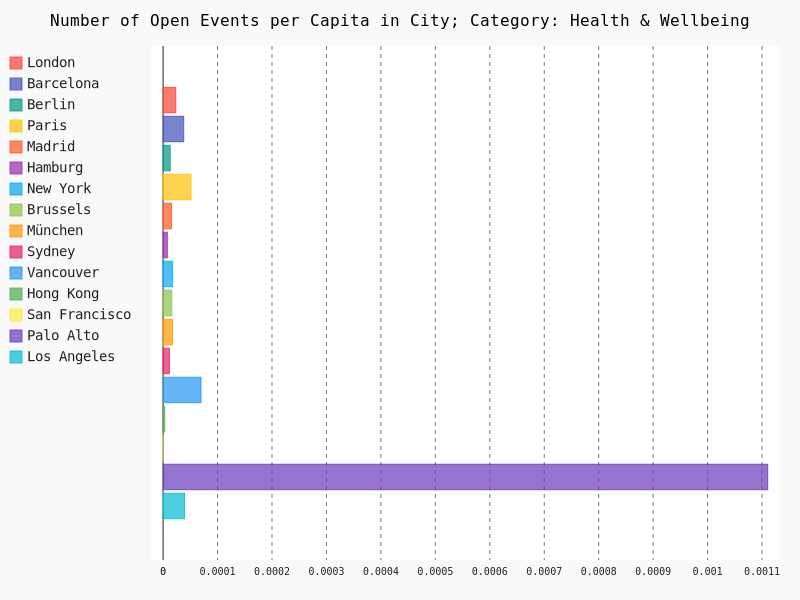 Number of Open Events per Capita in City; Category: Health & Wellbeing
London
Barcelona
Berlin
Paris
Madrid
Hamburg
New York
Brussels
München
Sydney
Vancouver
Hong Kong
San Francisco
Palo Alto
Los Angeles
0 0.0001 0.0002 0.0003 0.0004 0.0005 0.0006 0.0007 0.0008 0.0009 0.001 0.0011